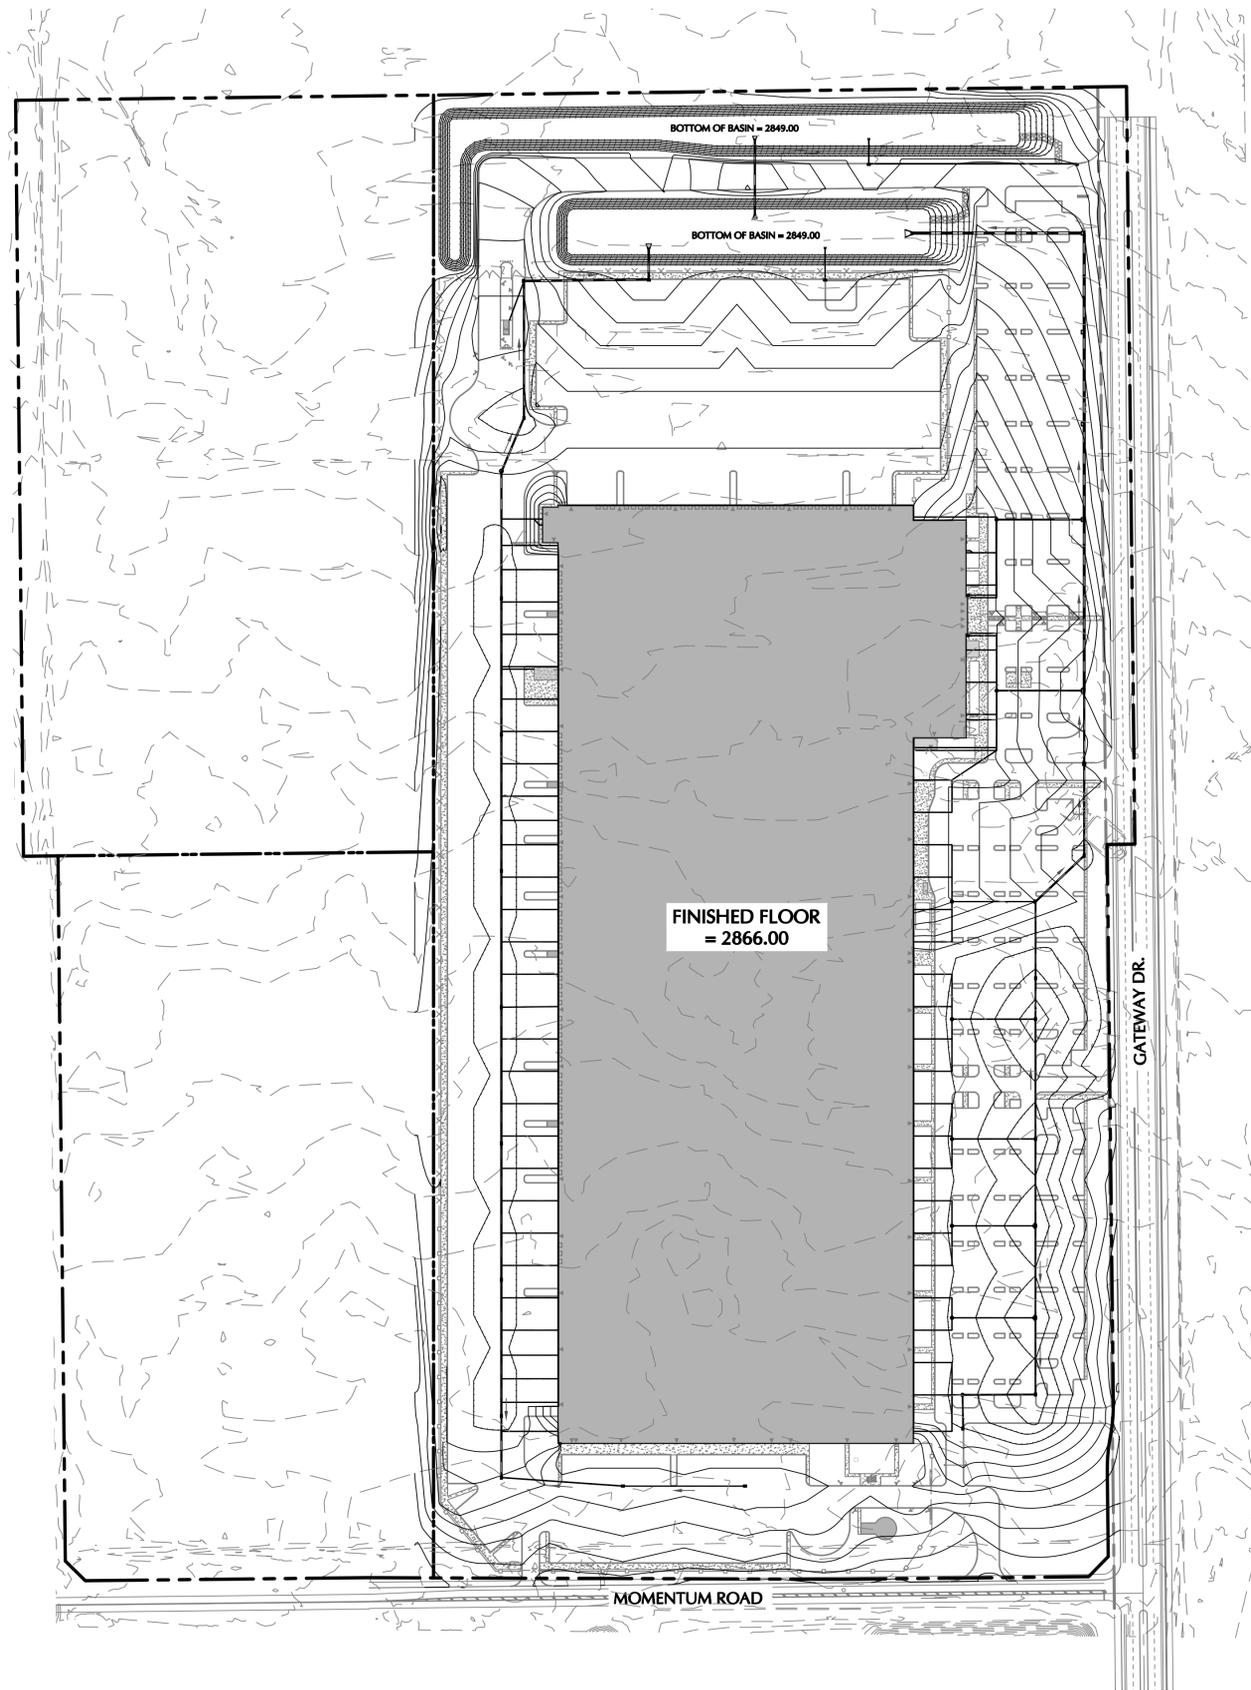 BOTTOM OF BASIN = 2849.00
BOTTOM OF BASIN = 2849.00
FINISHED FLOOR
= 2866.00
GATEWAY DR.
MOMENTUM ROAD